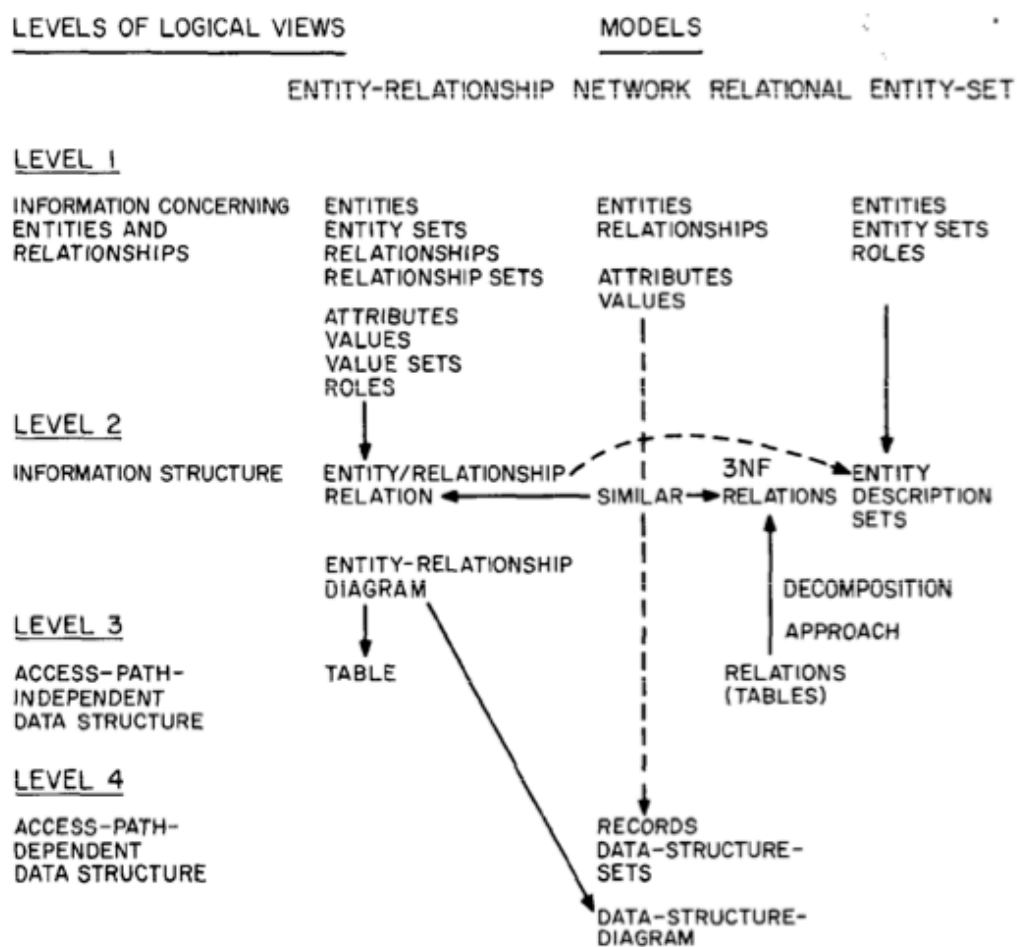 LEVELS OF LOGICAL VIEWS
MODELS
ENTITY-RELATIONSHIP NETWORK RELATIONAL ENTITY-SET
LEVEL 1
INFORMATION CONCERNING
ENTITIES AND
RELATIONSHIPS
ENTITIES
ENTITY SETS
RELATIONSHIPS
RELATIONSHIP SETS
ATTRIBUTES
VALUES
VALUE SETS
ROLES
ENTITIES
RELATIONSHIPS
ATTRIBUTES
VALUES
ENTITIES
ENTITY SETS
ROLES
LEVEL 2
INFORMATION STRUCTURE
ENTITY/RELATIONSHIP
RELATION
SIMILAR
3NF
RELATIONS
ENTITY
DESCRIPTION
SETS
ENTITY-RELATIONSHIP
DIAGRAM
DECOMPOSITION
APPROACH
LEVEL 3
ACCESS-PATH-
INDEPENDENT
DATA STRUCTURE
TABLE
RELATIONS
(TABLES)
LEVEL 4
ACCESS-PATH-
DEPENDENT
DATA STRUCTURE
RECORDS
DATA-STRUCTURE-
SETS
DATA-STRUCTURE-
DIAGRAM